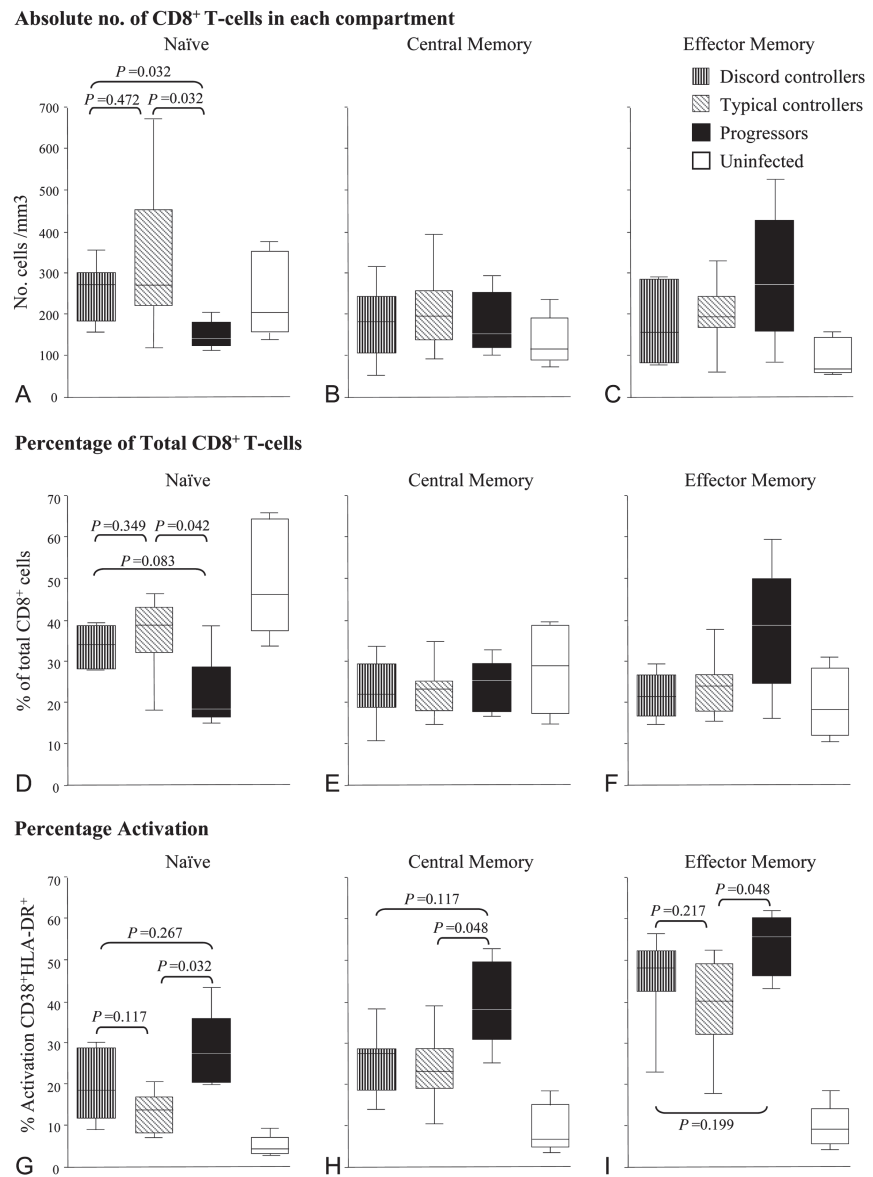 Absolute no. of CD8+ T-cells in each compartment
Naïve
Central Memory
Effector Memory
Discord controllers
Typical controllers
Progressors
Uninfected
P =0.032
P =0.472
P =0.032
No. cells /mm3
700
600
500
400
300
200
100
0
A
B
C
Percentage of Total CD8+ T-cells
Naïve
Central Memory
Effector Memory
P =0.349
P =0.042
P =0.083
% of total CD8+ cells
70
60
50
40
30
20
10
0
D
E
F
Percentage Activation
Naïve
Central Memory
Effector Memory
% Activation CD38+HLA-DR+
70
60
50
40
30
20
10
0
P =0.267
P =0.032
P =0.117
P =0.117
P =0.048
P =0.048
P =0.217
P =0.199
G
H
I